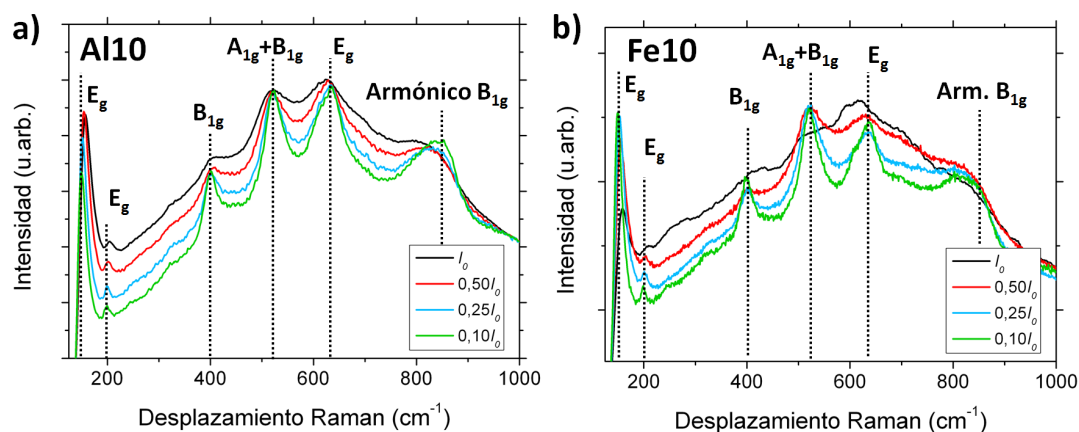 a)
Al10
A1g+B1g
Eg
Eg
Armónico B1g
B1g
Eg
Intensidad (u.arb.)
I0
0,50I0
0,25I0
0,10I0
200 400 600 800 1000
Desplazamiento Raman (cm-1)
b)
Fe10
A1g+B1g
Eg
Eg
B1g
Arm. B1g
Eg
Intensidad (u.arb.)
I0
0,50I0
0,25I0
0,10I0
200 400 600 800 1000
Desplazamiento Raman (cm-1)